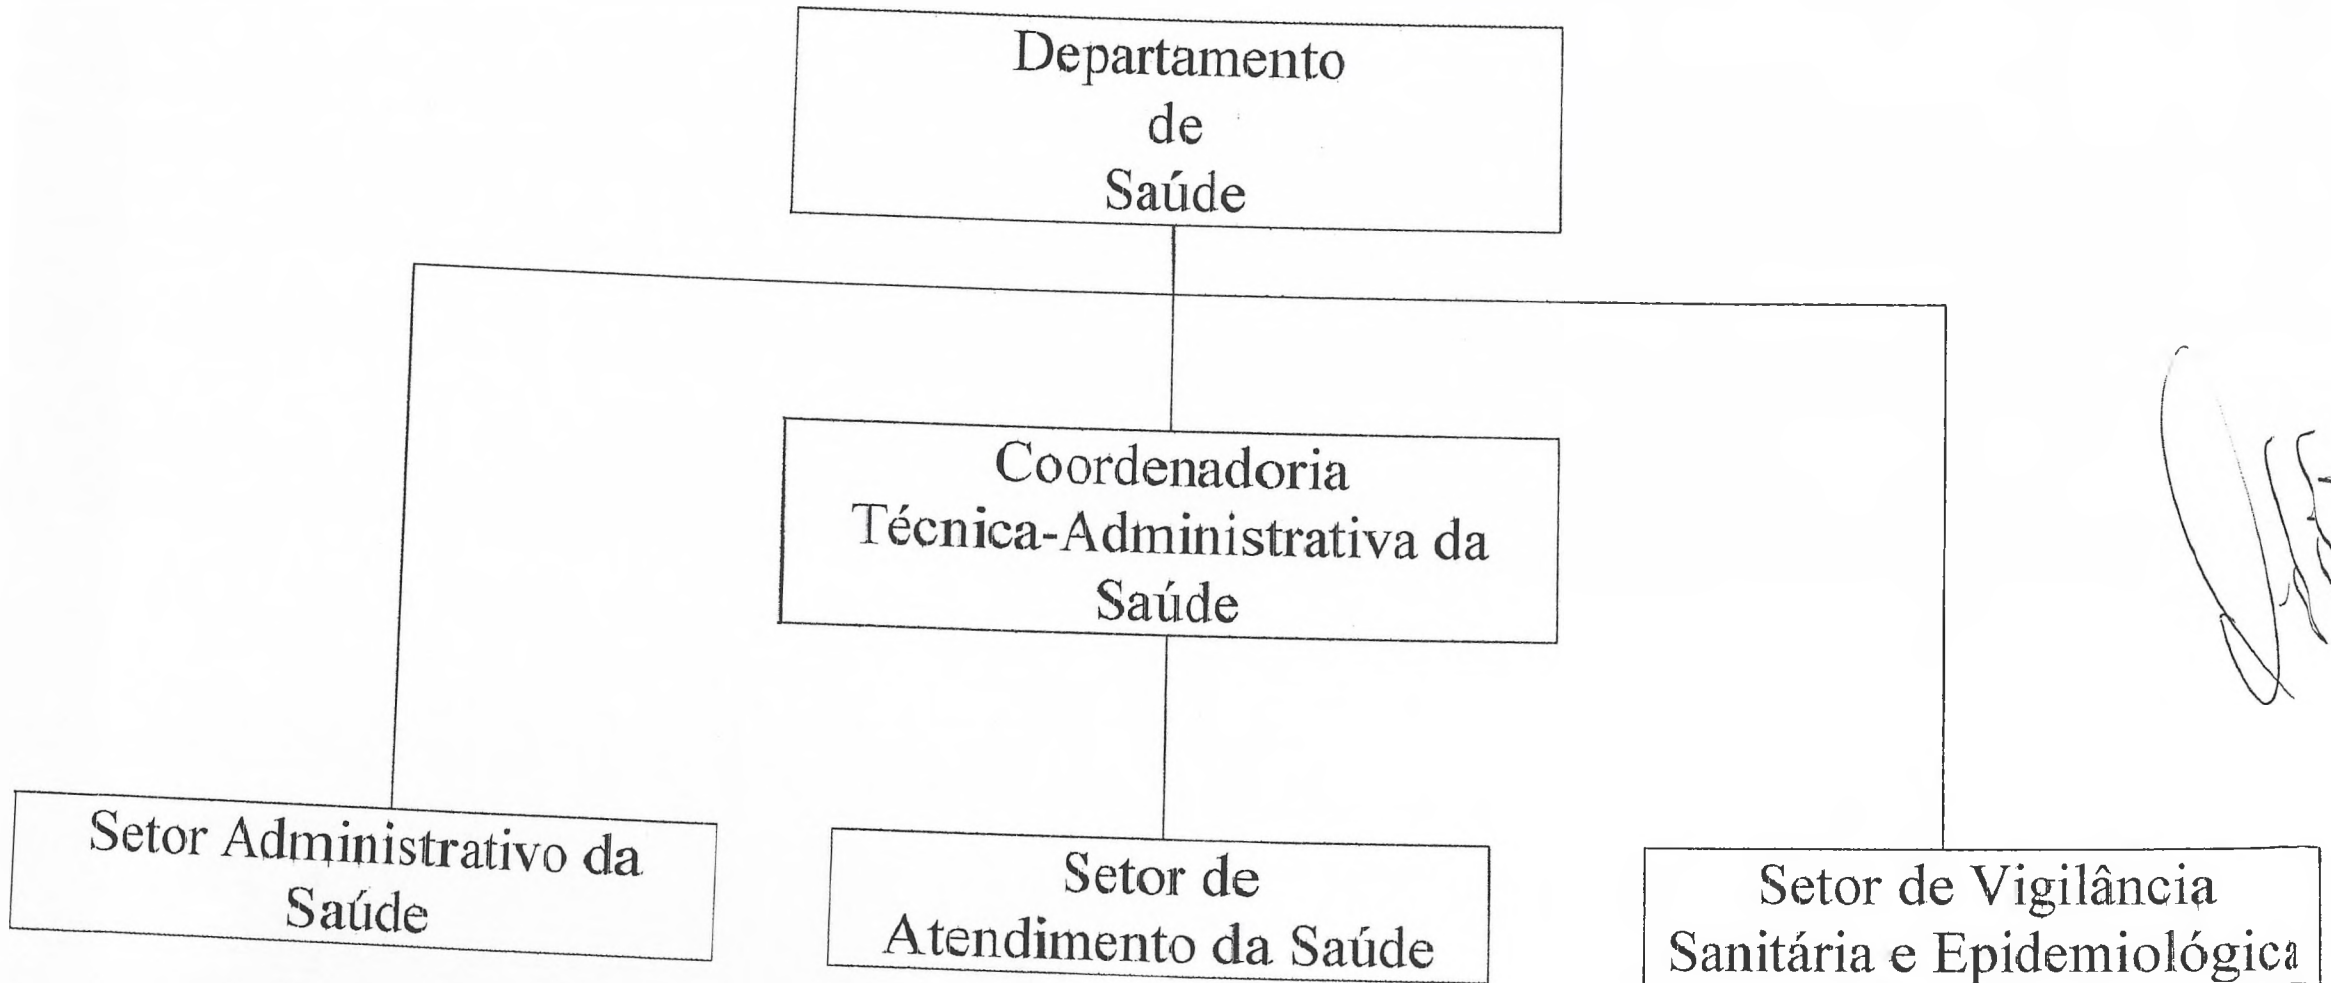 Departamento
de
Saúde
Coordenadoria
Técnica-Administrativa da
Saúde
Setor Administrativo da
Saúde
Setor de
Atendimento da Saúde
Setor de Vigilância
Sanitária e Epidemiológica